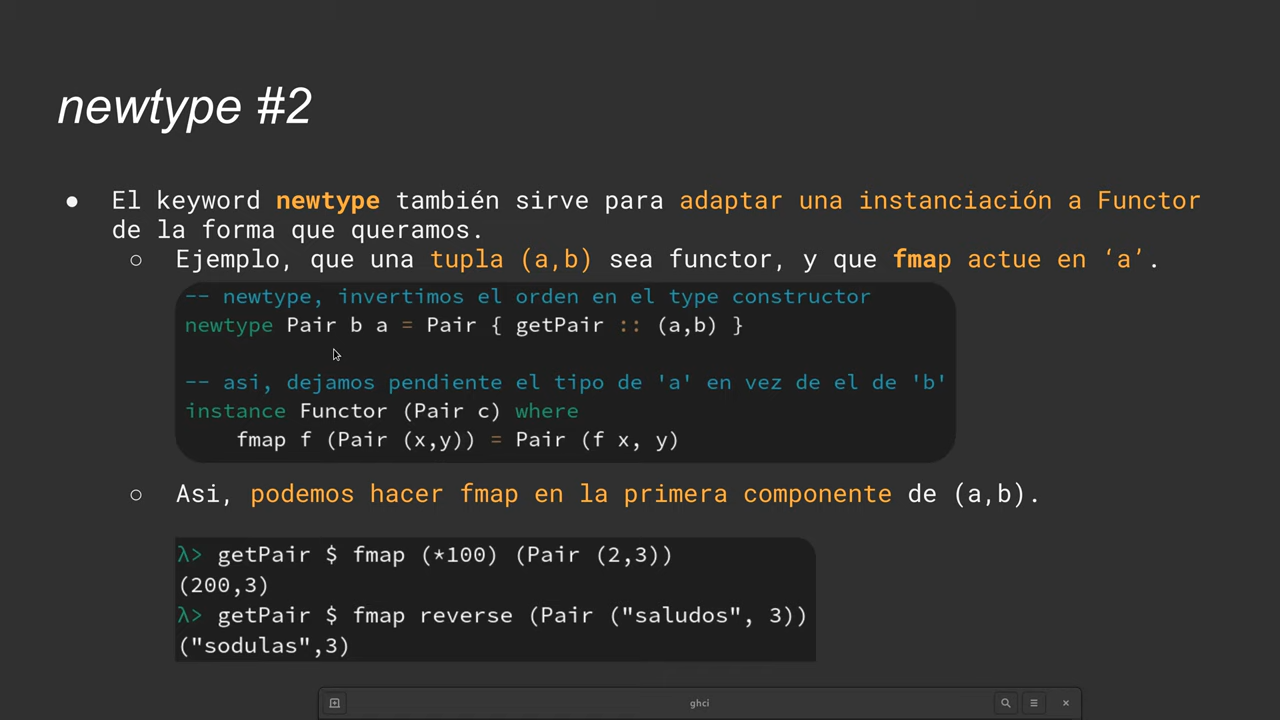 newtype #2
● El keyword newtype también sirve para adaptar una instanciación a Functor
de la forma que queramos.
○ Ejemplo, que una tupla (a,b) sea functor, y que fmap actue en ‘a’.
-- newtype, invertimos el orden en el type constructor
newtype Pair b a = Pair { getPair :: (a,b) }
-- asi, dejamos pendiente el tipo de 'a' en vez de el de 'b'
instance Functor (Pair c) where
    fmap f (Pair (x,y)) = Pair (f x, y)
○ Asi, podemos hacer fmap en la primera componente de (a,b).
λ> getPair $ fmap (*100) (Pair (2,3))
(200,3)
λ> getPair $ fmap reverse (Pair ("saludos", 3))
("sodulas",3)
ghci